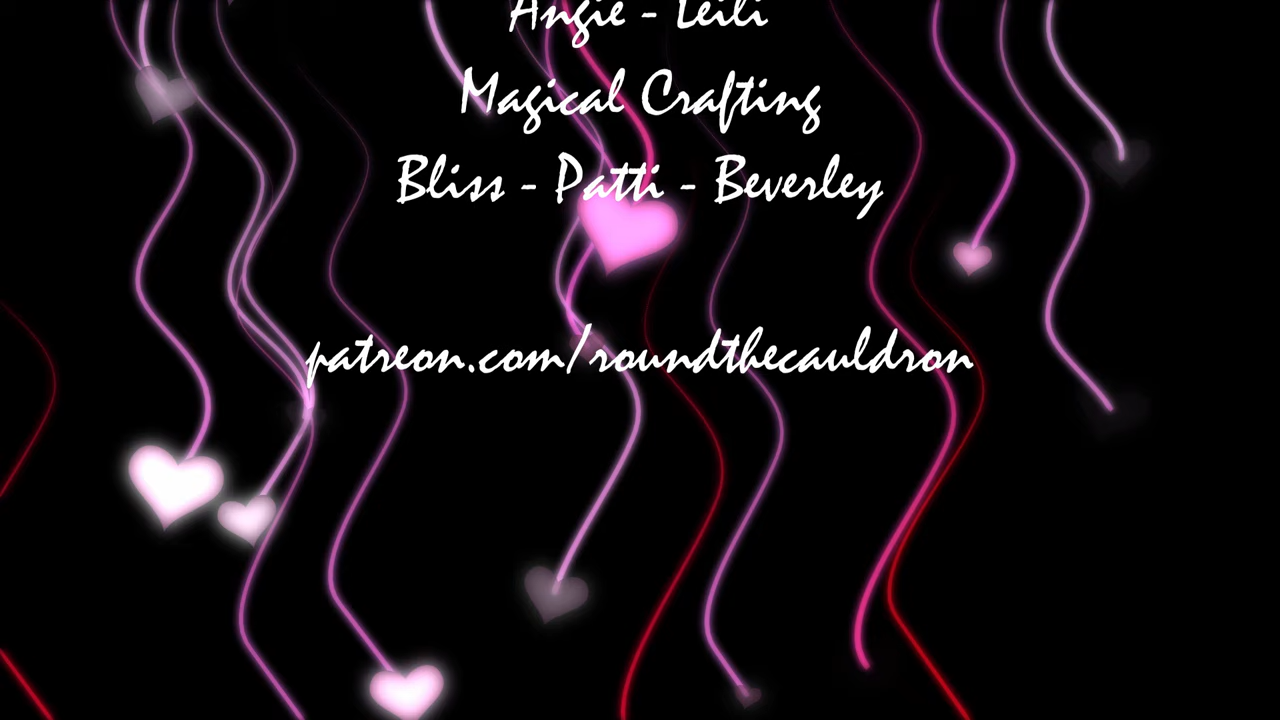 Angie - Leili
Magical Crafting
Bliss - Patti - Beverley
patreon.com/roundthecauldron